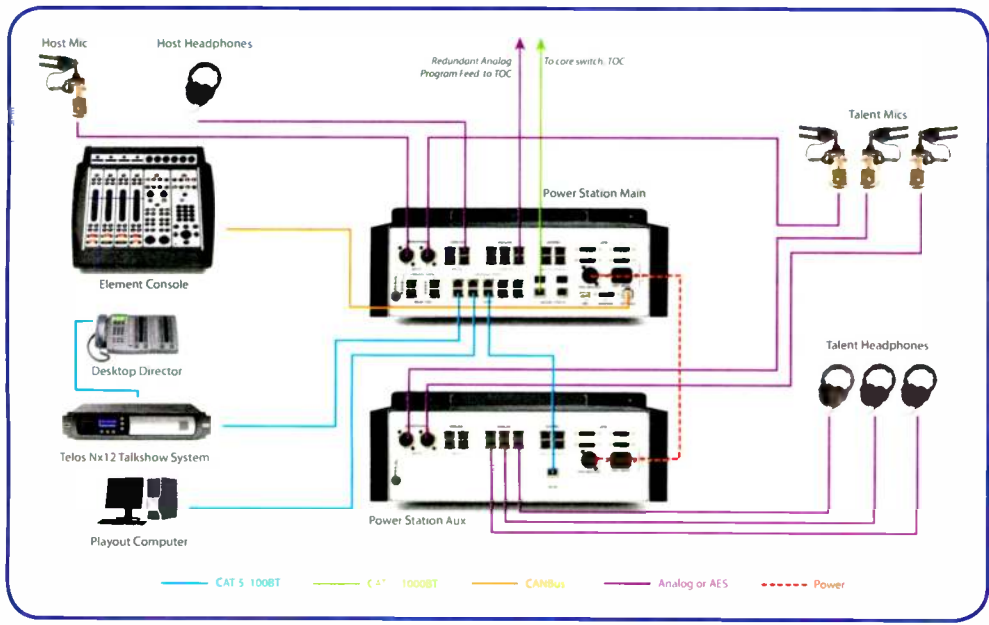 Host Mic
Host Headphones
Redundant Analog
Program Feed to TOC
To core switch, TOC
Talent Mics
Power Station Main
Element Console
Desktop Director
Talent Headphones
Telos Nx12 Talkshow System
Power Station Aux
Playout Computer
CAT 5 100BT
1000BT
CANBus
Analog or AES
Power